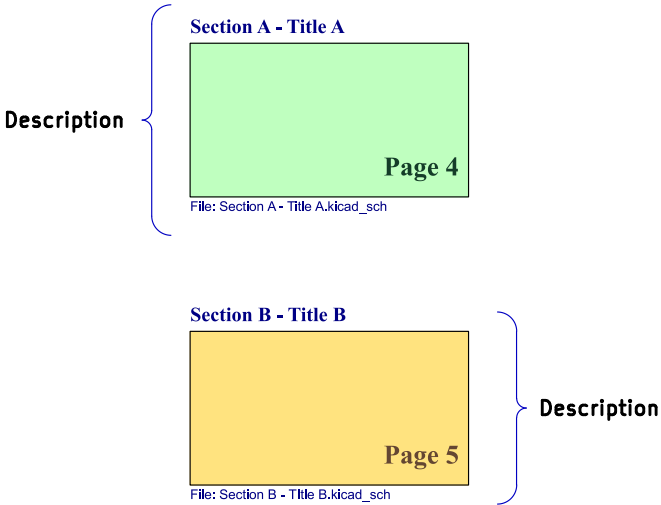 Section A - Title A
Description
Page 4
File: Section A - Title A.kicad_sch
Section B - Title B
Description
Page 5
File: Section B - Title B.kicad_sch